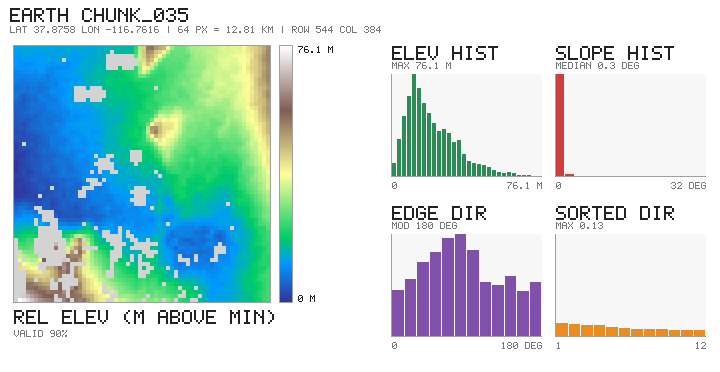 EARTH CHUNK_035
LAT 37.8758 LON -116.7616 | 64 PX = 12.81 KM | ROW 544 COL 384
76.1 M
0 M
REL ELEV (M ABOVE MIN)
VALID 90%
ELEV HIST
MAX 76.1 M
0 76.1 M
SLOPE HIST
MEDIAN 0.3 DEG
0 32 DEG
EDGE DIR
MOD 180 DEG
0 180 DEG
SORTED DIR
MAX 0.13
1 12